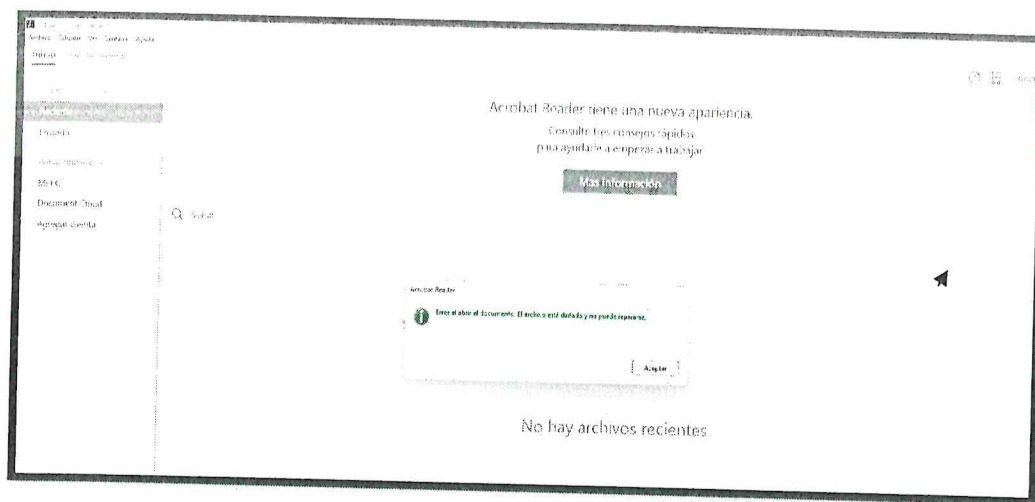 Archivo Edición Ver Ventana Ayuda
Inicio
Acrobat Reader tiene una nueva apariencia.
Consulte tres consejos rápidos
para ayudarle a empezar a trabajar
Más información
Mi PC
Document Cloud
Agregar cuenta
Buscar
Acrobat Reader
Error al abrir el documento. El archivo está dañado y no puede repararse.
Aceptar
No hay archivos recientes